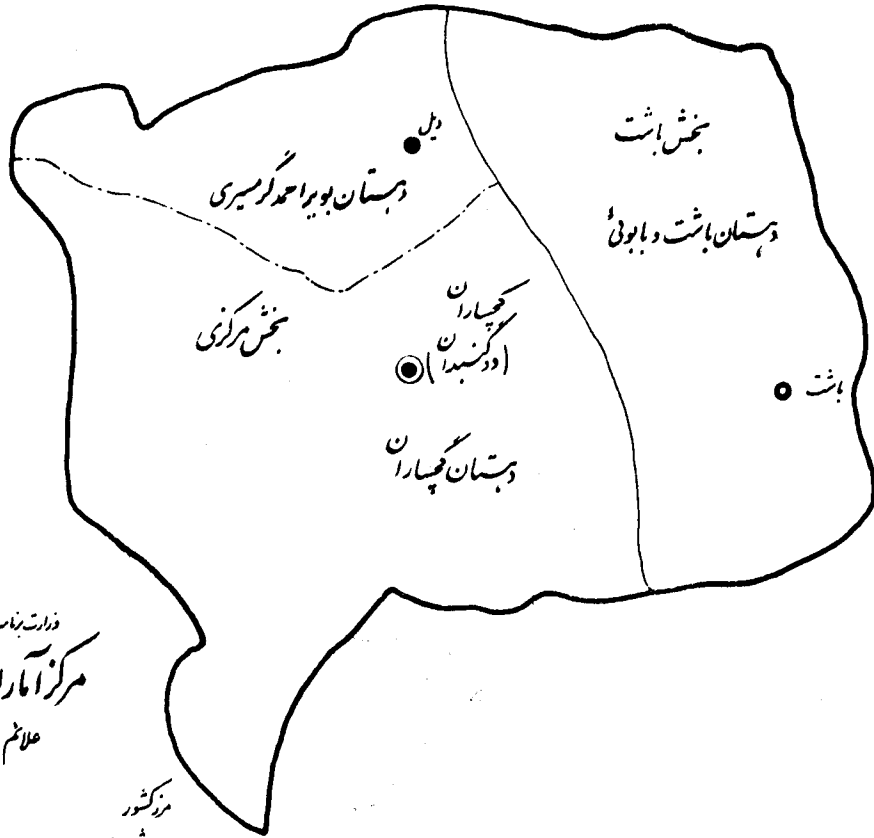 دیل
بخش باشت
دهستان بویراحمد گرمسیری
دهستان باشت و بابوئی
گچساران
(دوگنبدان)
بخش مرکزی
باشت
دهستان گچساران
وزارت برنامه
مرکز آمار
علائم
مرز کشور